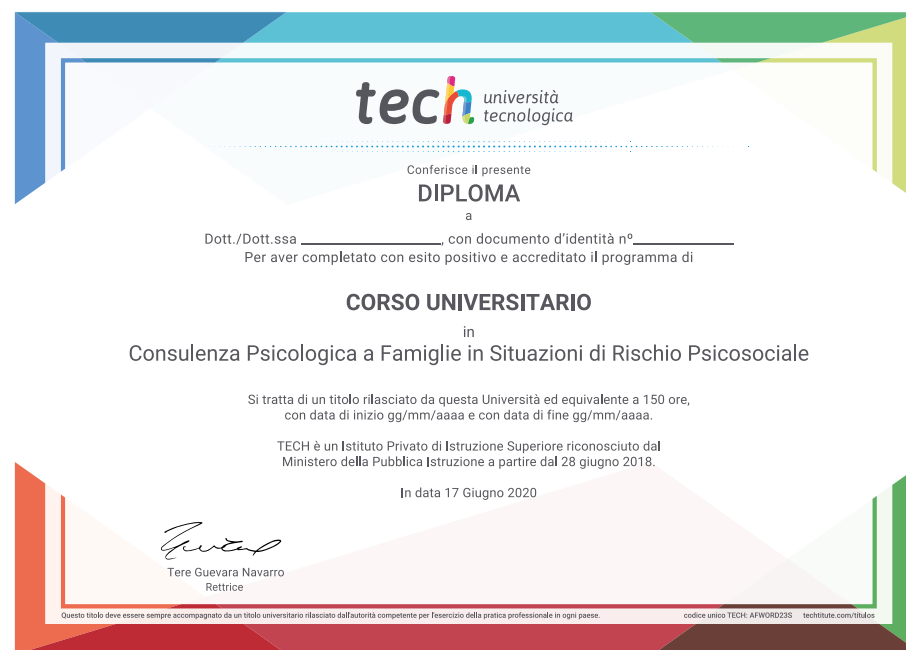 tech università
tecnologica
Conferisce il presente
DIPLOMA
a
Dott./Dott.ssa ____________________, con documento d'identità nº______________
Per aver completato con esito positivo e accreditato il programma di
CORSO UNIVERSITARIO
in
Consulenza Psicologica a Famiglie in Situazioni di Rischio Psicosociale
Si tratta di un titolo rilasciato da questa Università ed equivalente a 150 ore,
con data di inizio gg/mm/aaaa e con data di fine gg/mm/aaaa.
TECH è un Istituto Privato di Istruzione Superiore riconosciuto dal
Ministero della Pubblica Istruzione a partire dal 28 giugno 2018.
In data 17 Giugno 2020
Tere Guevara Navarro
Rettrice
Questo titolo deve essere sempre accompagnato da un titolo universitario rilasciato dall'autorità competente per l'esercizio della pratica professionale in ogni paese. codice unico TECH: AFWORD23S techtitute.com/titulos